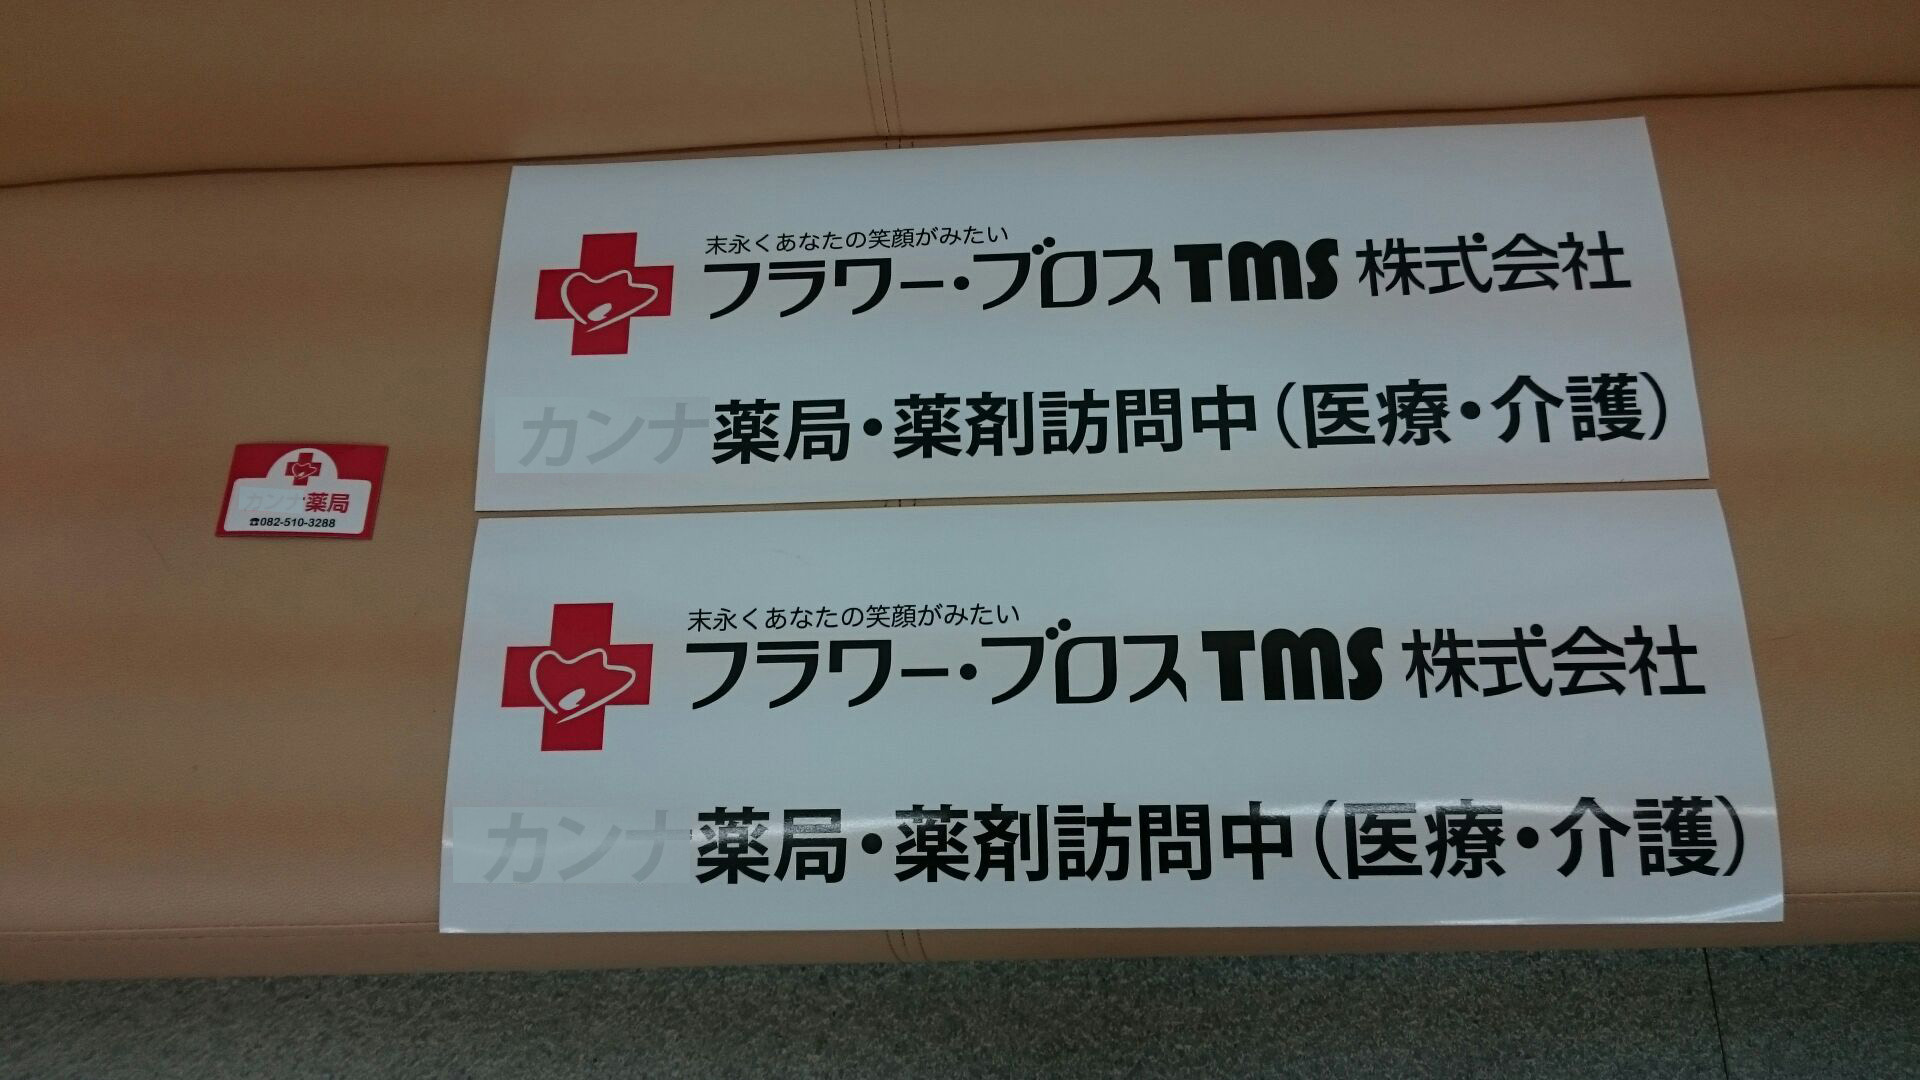 末永くあなたの笑顔がみたい
フラワー・ブロスTMS株式会社
カンナ薬局・薬剤訪問中（医療・介護）
カンナ薬局
☎082-510-3288
末永くあなたの笑顔がみたい
フラワー・ブロスTMS株式会社
カンナ薬局・薬剤訪問中（医療・介護）